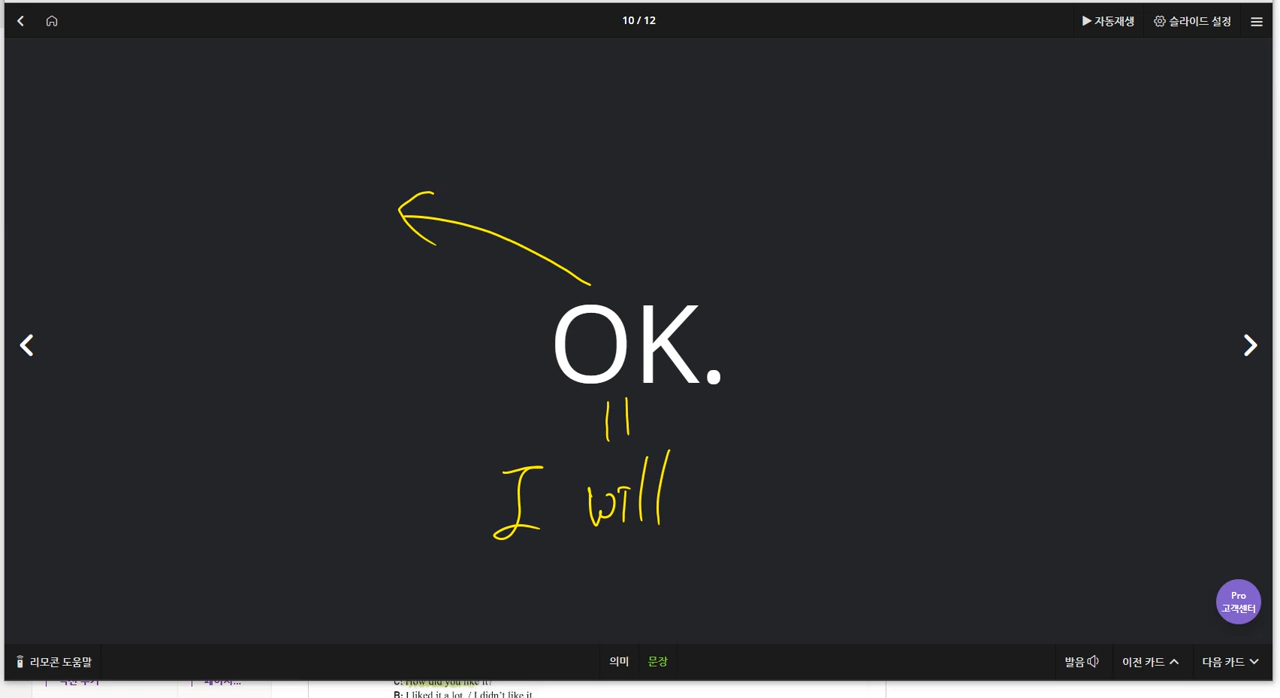 10 / 12
자동재생
슬라이드 설정
OK.
=
I will
Pro
고객센터
리모콘 도움말
의미
문장
발음
이전 카드
다음 카드
C: How did you like it?
B: I liked it a lot. / I didn't like it